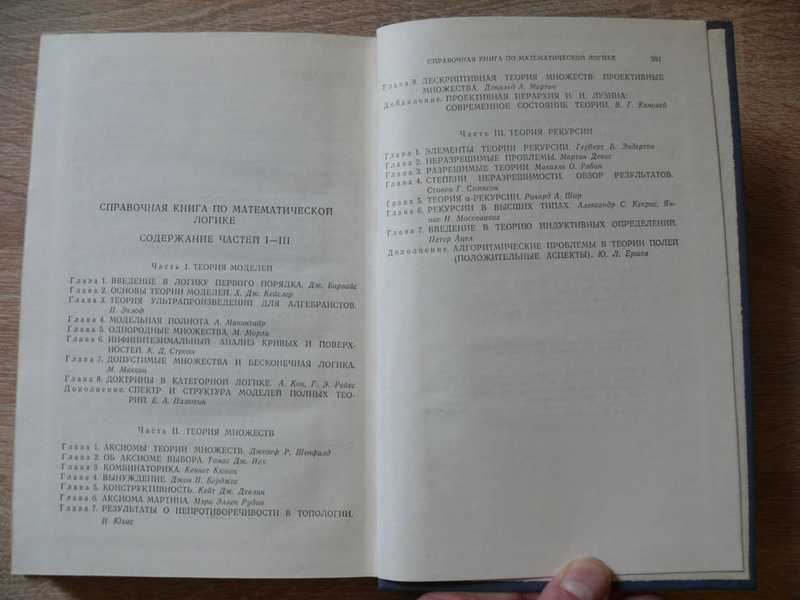 СПРАВОЧНАЯ КНИГА ПО МАТЕМАТИЧЕСКОЙ
ЛОГИКЕ
СОДЕРЖАНИЕ ЧАСТЕЙ I—III
Часть I. ТЕОРИЯ МОДЕЛЕЙ
Глава 1. ВВЕДЕНИЕ В ЛОГИКУ ПЕРВОГО ПОРЯДКА. Дж. Барвайс
Глава 2. ОСНОВЫ ТЕОРИИ МОДЕЛЕЙ. Х. Дж. Кейслер
Глава 3. ТЕОРИЯ УЛЬТРАПРОИЗВЕДЕНИЙ ДЛЯ АЛГЕБРАИСТОВ.
П. Эклоф
Глава 4. МОДЕЛЬНАЯ ПОЛНОТА. А. Макинтайр
Глава 5. ОДНОРОДНЫЕ МНОЖЕСТВА. М. Морли
Глава 6. ИНФИНИТЕЗИМАЛЬНЫЙ АНАЛИЗ КРИВЫХ И ПОВЕРХ-
НОСТЕЙ. К. Д. Строян
Глава 7. ДОПУСТИМЫЕ МНОЖЕСТВА И БЕСКОНЕЧНАЯ ЛОГИКА.
М. Маккаи
Глава 8. ДОКТРИНЫ В КАТЕГОРНОЙ ЛОГИКЕ. А. Кок, Г. Э. Рейес
Дополнение. СПЕКТР И СТРУКТУРА МОДЕЛЕЙ ПОЛНЫХ ТЕО-
РИЙ. Е. А. Палютин
Часть II. ТЕОРИЯ МНОЖЕСТВ
Глава 1. АКСИОМЫ ТЕОРИИ МНОЖЕСТВ. Джозеф Р. Шенфилд
Глава 2. ОБ АКСИОМЕ ВЫБОРА. Томас Дж. Йех
Глава 3. КОМБИНАТОРИКА. Кеннет Кюнен
Глава 4. ВЫНУЖДЕНИЕ. Джон П. Берджес
Глава 5. КОНСТРУКТИВНОСТЬ. Кейт Дж. Девлин
Глава 6. АКСИОМА МАРТИНА. Мэри Эллен Рудин
Глава 7. РЕЗУЛЬТАТЫ О НЕПРОТИВОРЕЧИВОСТИ В ТОПОЛОГИИ.
И. Юхас
СПРАВОЧНАЯ КНИГА ПО МАТЕМАТИЧЕСКОЙ ЛОГИКЕ 391
Глава 8. ДЕСКРИПТИВНАЯ ТЕОРИЯ МНОЖЕСТВ: ПРОЕКТИВНЫЕ
МНОЖЕСТВА. Дональд А. Мартин
Добавление. ПРОЕКТИВНАЯ ИЕРАРХИЯ Н. Н. ЛУЗИНА:
СОВРЕМЕННОЕ СОСТОЯНИЕ ТЕОРИИ. В. Г. Кановей
Часть III. ТЕОРИЯ РЕКУРСИИ
Глава 1. ЭЛЕМЕНТЫ ТЕОРИИ РЕКУРСИИ. Герберт Б. Эндертон
Глава 2. НЕРАЗРЕШИМЫЕ ПРОБЛЕМЫ. Мартин Девис
Глава 3. РАЗРЕШИМЫЕ ТЕОРИИ. Михаэль О. Рабин
Глава 4. СТЕПЕНИ НЕРАЗРЕШИМОСТИ. ОБЗОР РЕЗУЛЬТАТОВ.
Стивен Г. Симпсон
Глава 5. ТЕОРИЯ α-РЕКУРСИИ. Ричард А. Шор
Глава 6. РЕКУРСИИ В ВЫСШИХ ТИПАХ. Александр С. Кекрис, Ян-
нис Н. Московакис
Глава 7. ВВЕДЕНИЕ В ТЕОРИЮ ИНДУКТИВНЫХ ОПРЕДЕЛЕНИЙ.
Петер Ацел
Дополнение. АЛГОРИТМИЧЕСКИЕ ПРОБЛЕМЫ В ТЕОРИИ ПОЛЕЙ
(ПОЛОЖИТЕЛЬНЫЕ АСПЕКТЫ). Ю. Л. Ершов